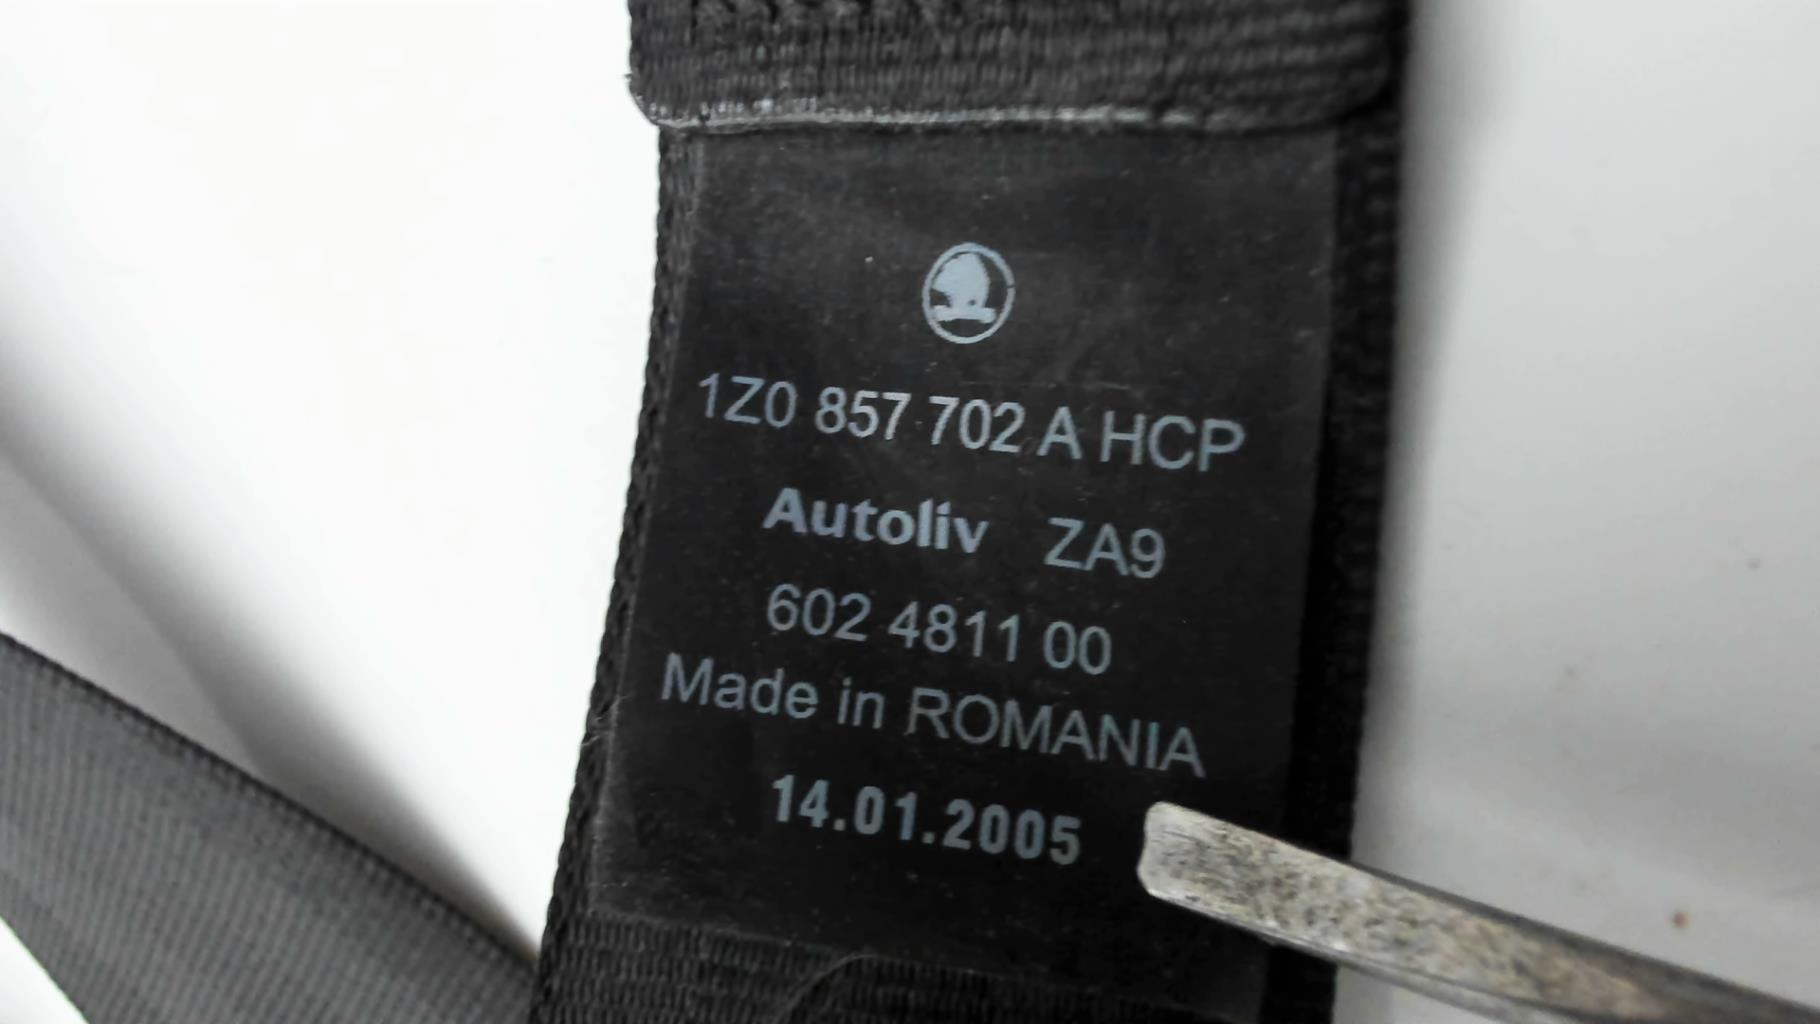 1Z0 857 702 A HCP
Autoliv ZA9
602 4811 00
Made in ROMANIA
14.01.2005